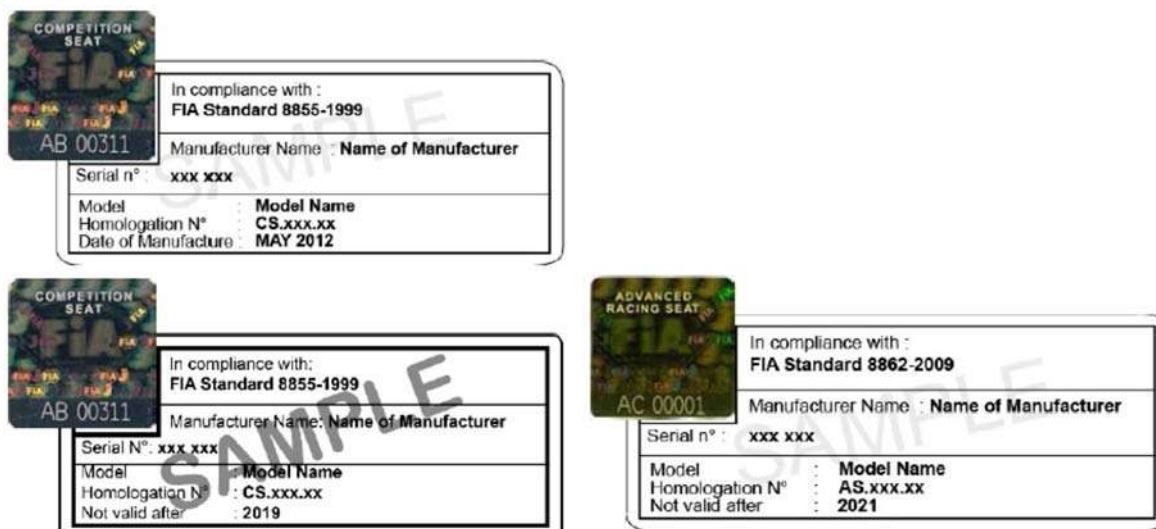 COMPETITION
SEAT
FIA
AB 00311
In compliance with :
FIA Standard 8855-1999
Manufacturer Name : Name of Manufacturer
Serial n° : xxx xxx
Model : Model Name
Homologation N° : CS.xxx.xx
Date of Manufacture : MAY 2012
SAMPLE
COMPETITION
SEAT
FIA
AB 00311
In compliance with:
FIA Standard 8855-1999
Manufacturer Name: Name of Manufacturer
Serial N°: xxx xxx
Model : Model Name
Homologation N° : CS.xxx.xx
Not valid after : 2019
SAMPLE
ADVANCED
RACING SEAT
FIA
AC 00001
In compliance with :
FIA Standard 8862-2009
Manufacturer Name : Name of Manufacturer
Serial n° : xxx xxx
Model : Model Name
Homologation N° : AS.xxx.xx
Not valid after : 2021
SAMPLE